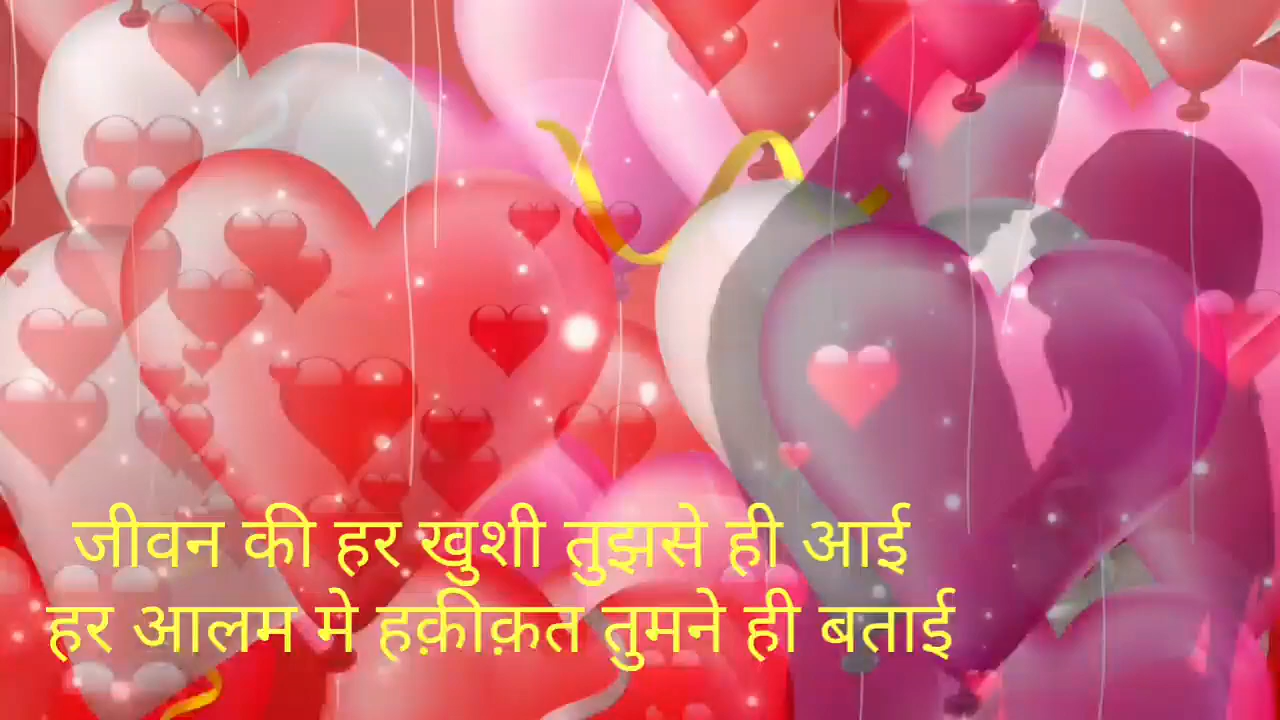 जीवन की हर खुशी तुझसे ही आई
हर आलम मे हक़ीक़त तुमने ही बताई